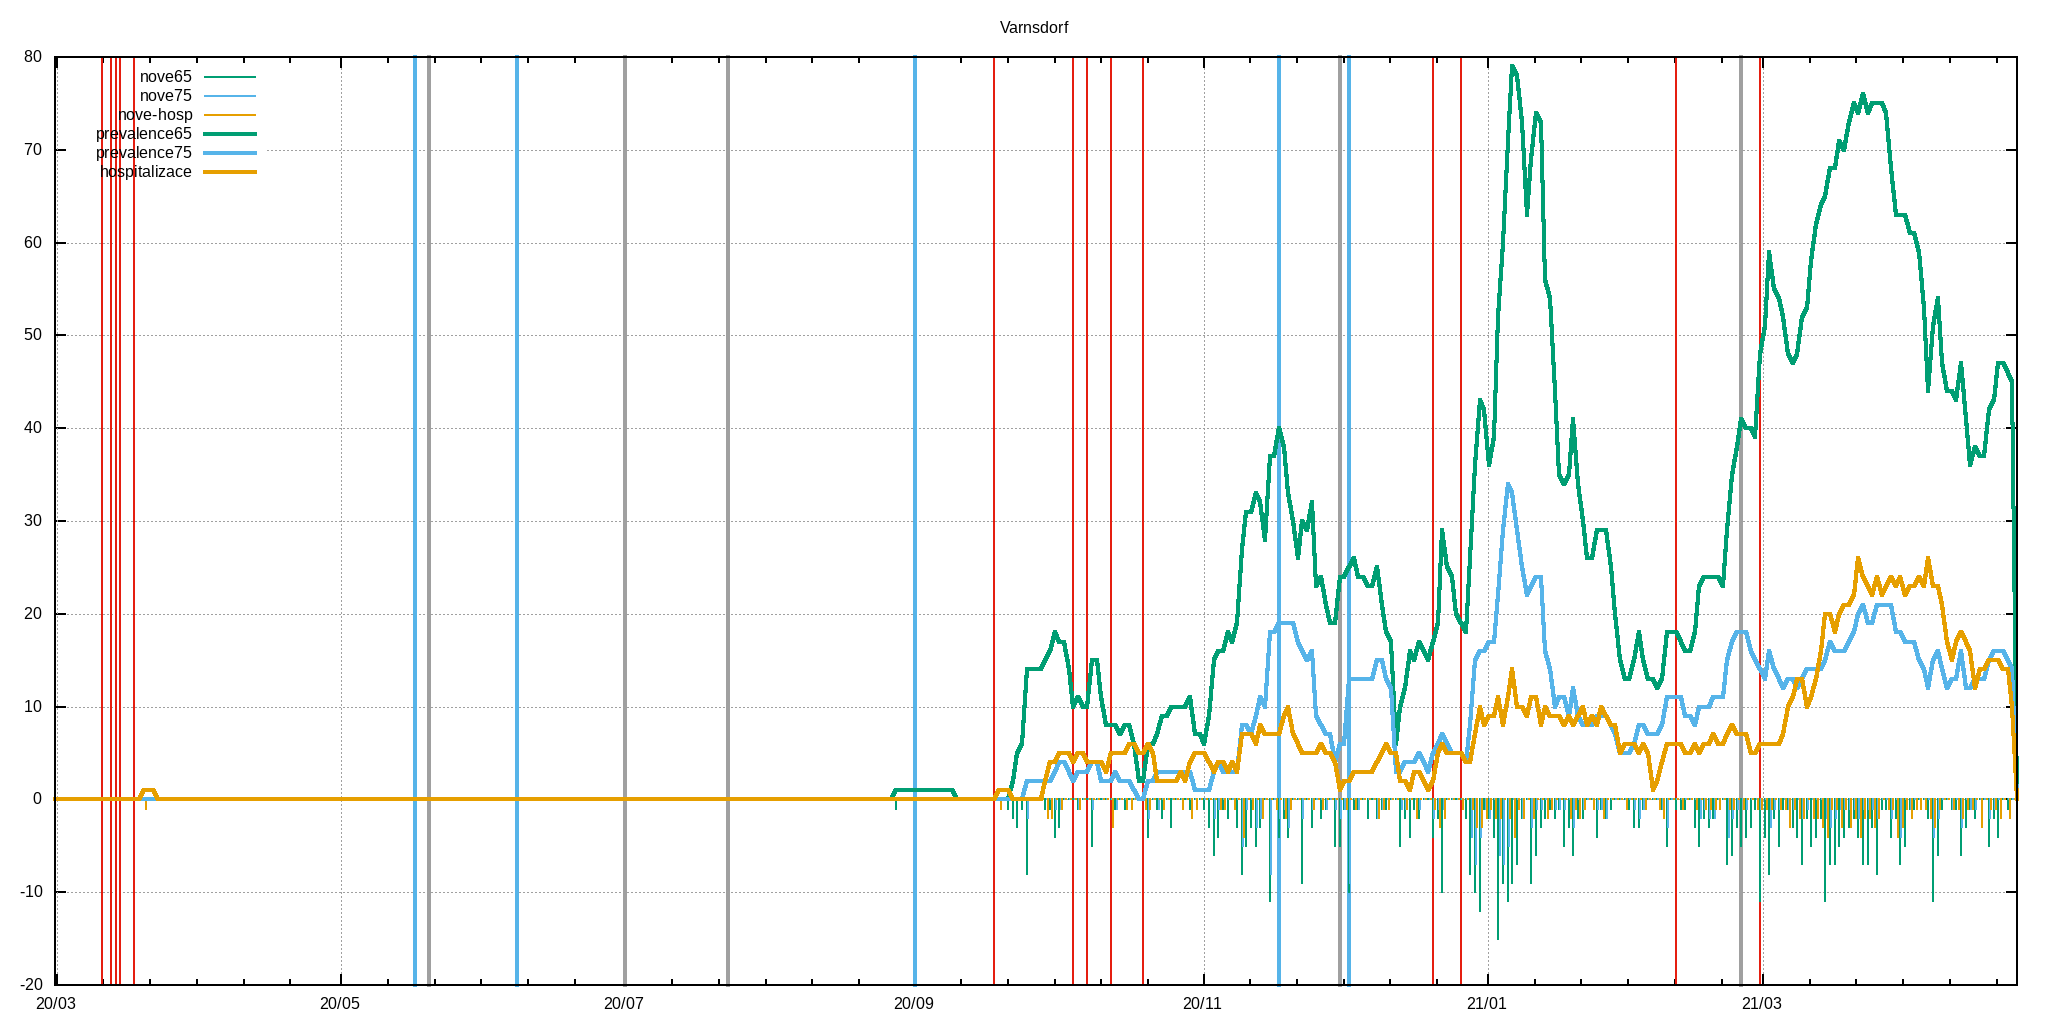 Varnsdorf
80
70
60
50
40
30
20
10
0
-10
-20
nove65
nove75
nove-hosp
prevalence65
prevalence75
hospitalizace
20/03 20/05 20/07 20/09 20/11 21/01 21/03